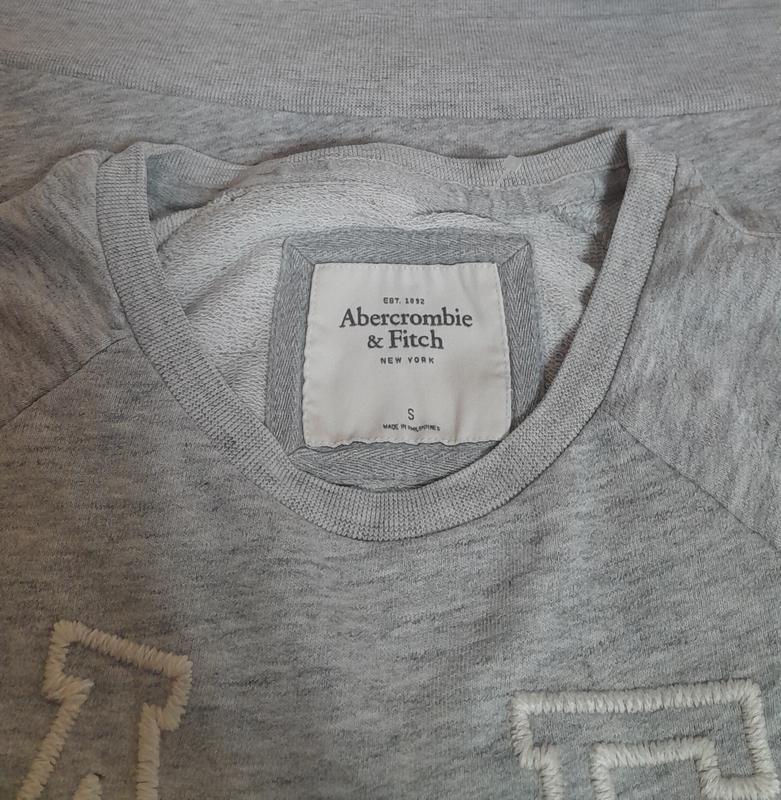 EST. 1892
Abercrombie
& Fitch
NEW YORK
S
MADE IN PHILIPPINES
A F